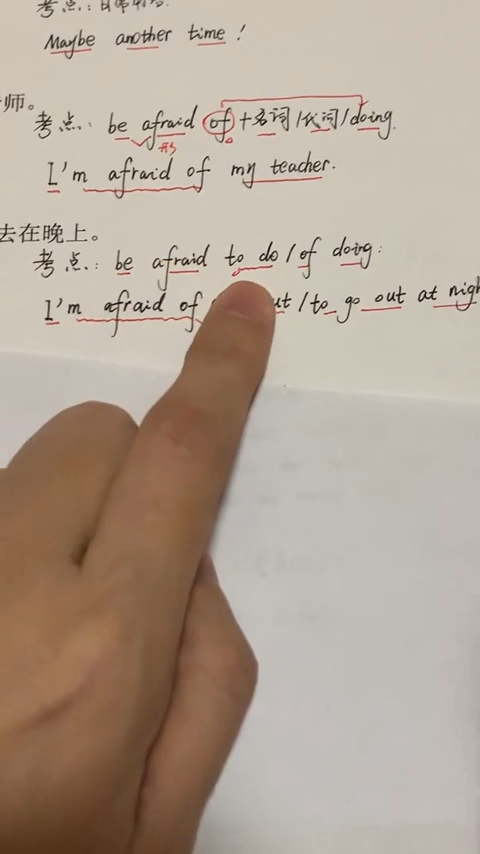 考点：日常
Maybe another time !
师。
考点：be afraid of + 名词/代词/doing.
形
I'm afraid of my teacher.
去在晚上。
考点：be afraid to do / of doing:
I'm afraid of /to go out at